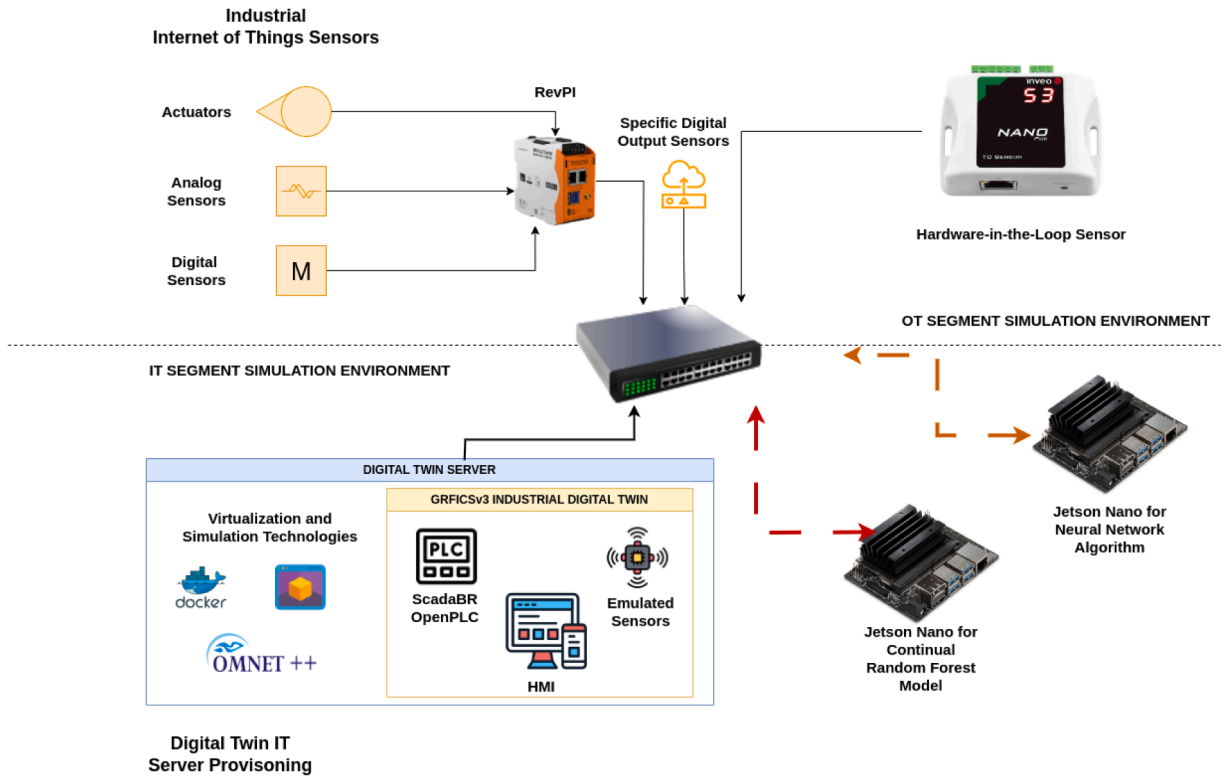 Industrial
Internet of Things Sensors
Actuators
Analog
Sensors
Digital
Sensors
M
RevPI
Specific Digital
Output Sensors
inveo
53
NANO
TO SENSOR
Hardware-in-the-Loop Sensor
OT SEGMENT SIMULATION ENVIRONMENT
IT SEGMENT SIMULATION ENVIRONMENT
DIGITAL TWIN SERVER
Virtualization and
Simulation Technologies
docker
OMNET ++
GRFICSv3 INDUSTRIAL DIGITAL TWIN
PLC
ScadaBR
OpenPLC
HMI
Emulated
Sensors
Jetson Nano for
Neural Network
Algorithm
Jetson Nano for
Continual
Random Forest
Model
Digital Twin IT
Server Provisoning